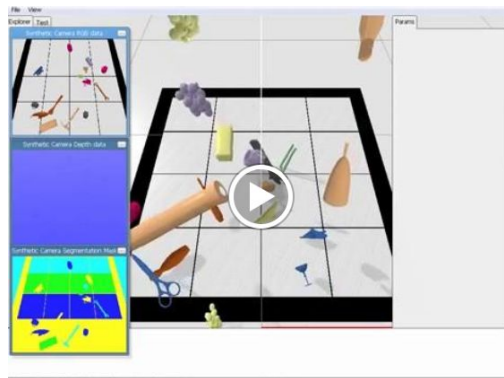 File View
Explorer Test
Params
Synthetic Camera RGB data
Synthetic Camera Depth data
Synthetic Camera Segmentation Mask